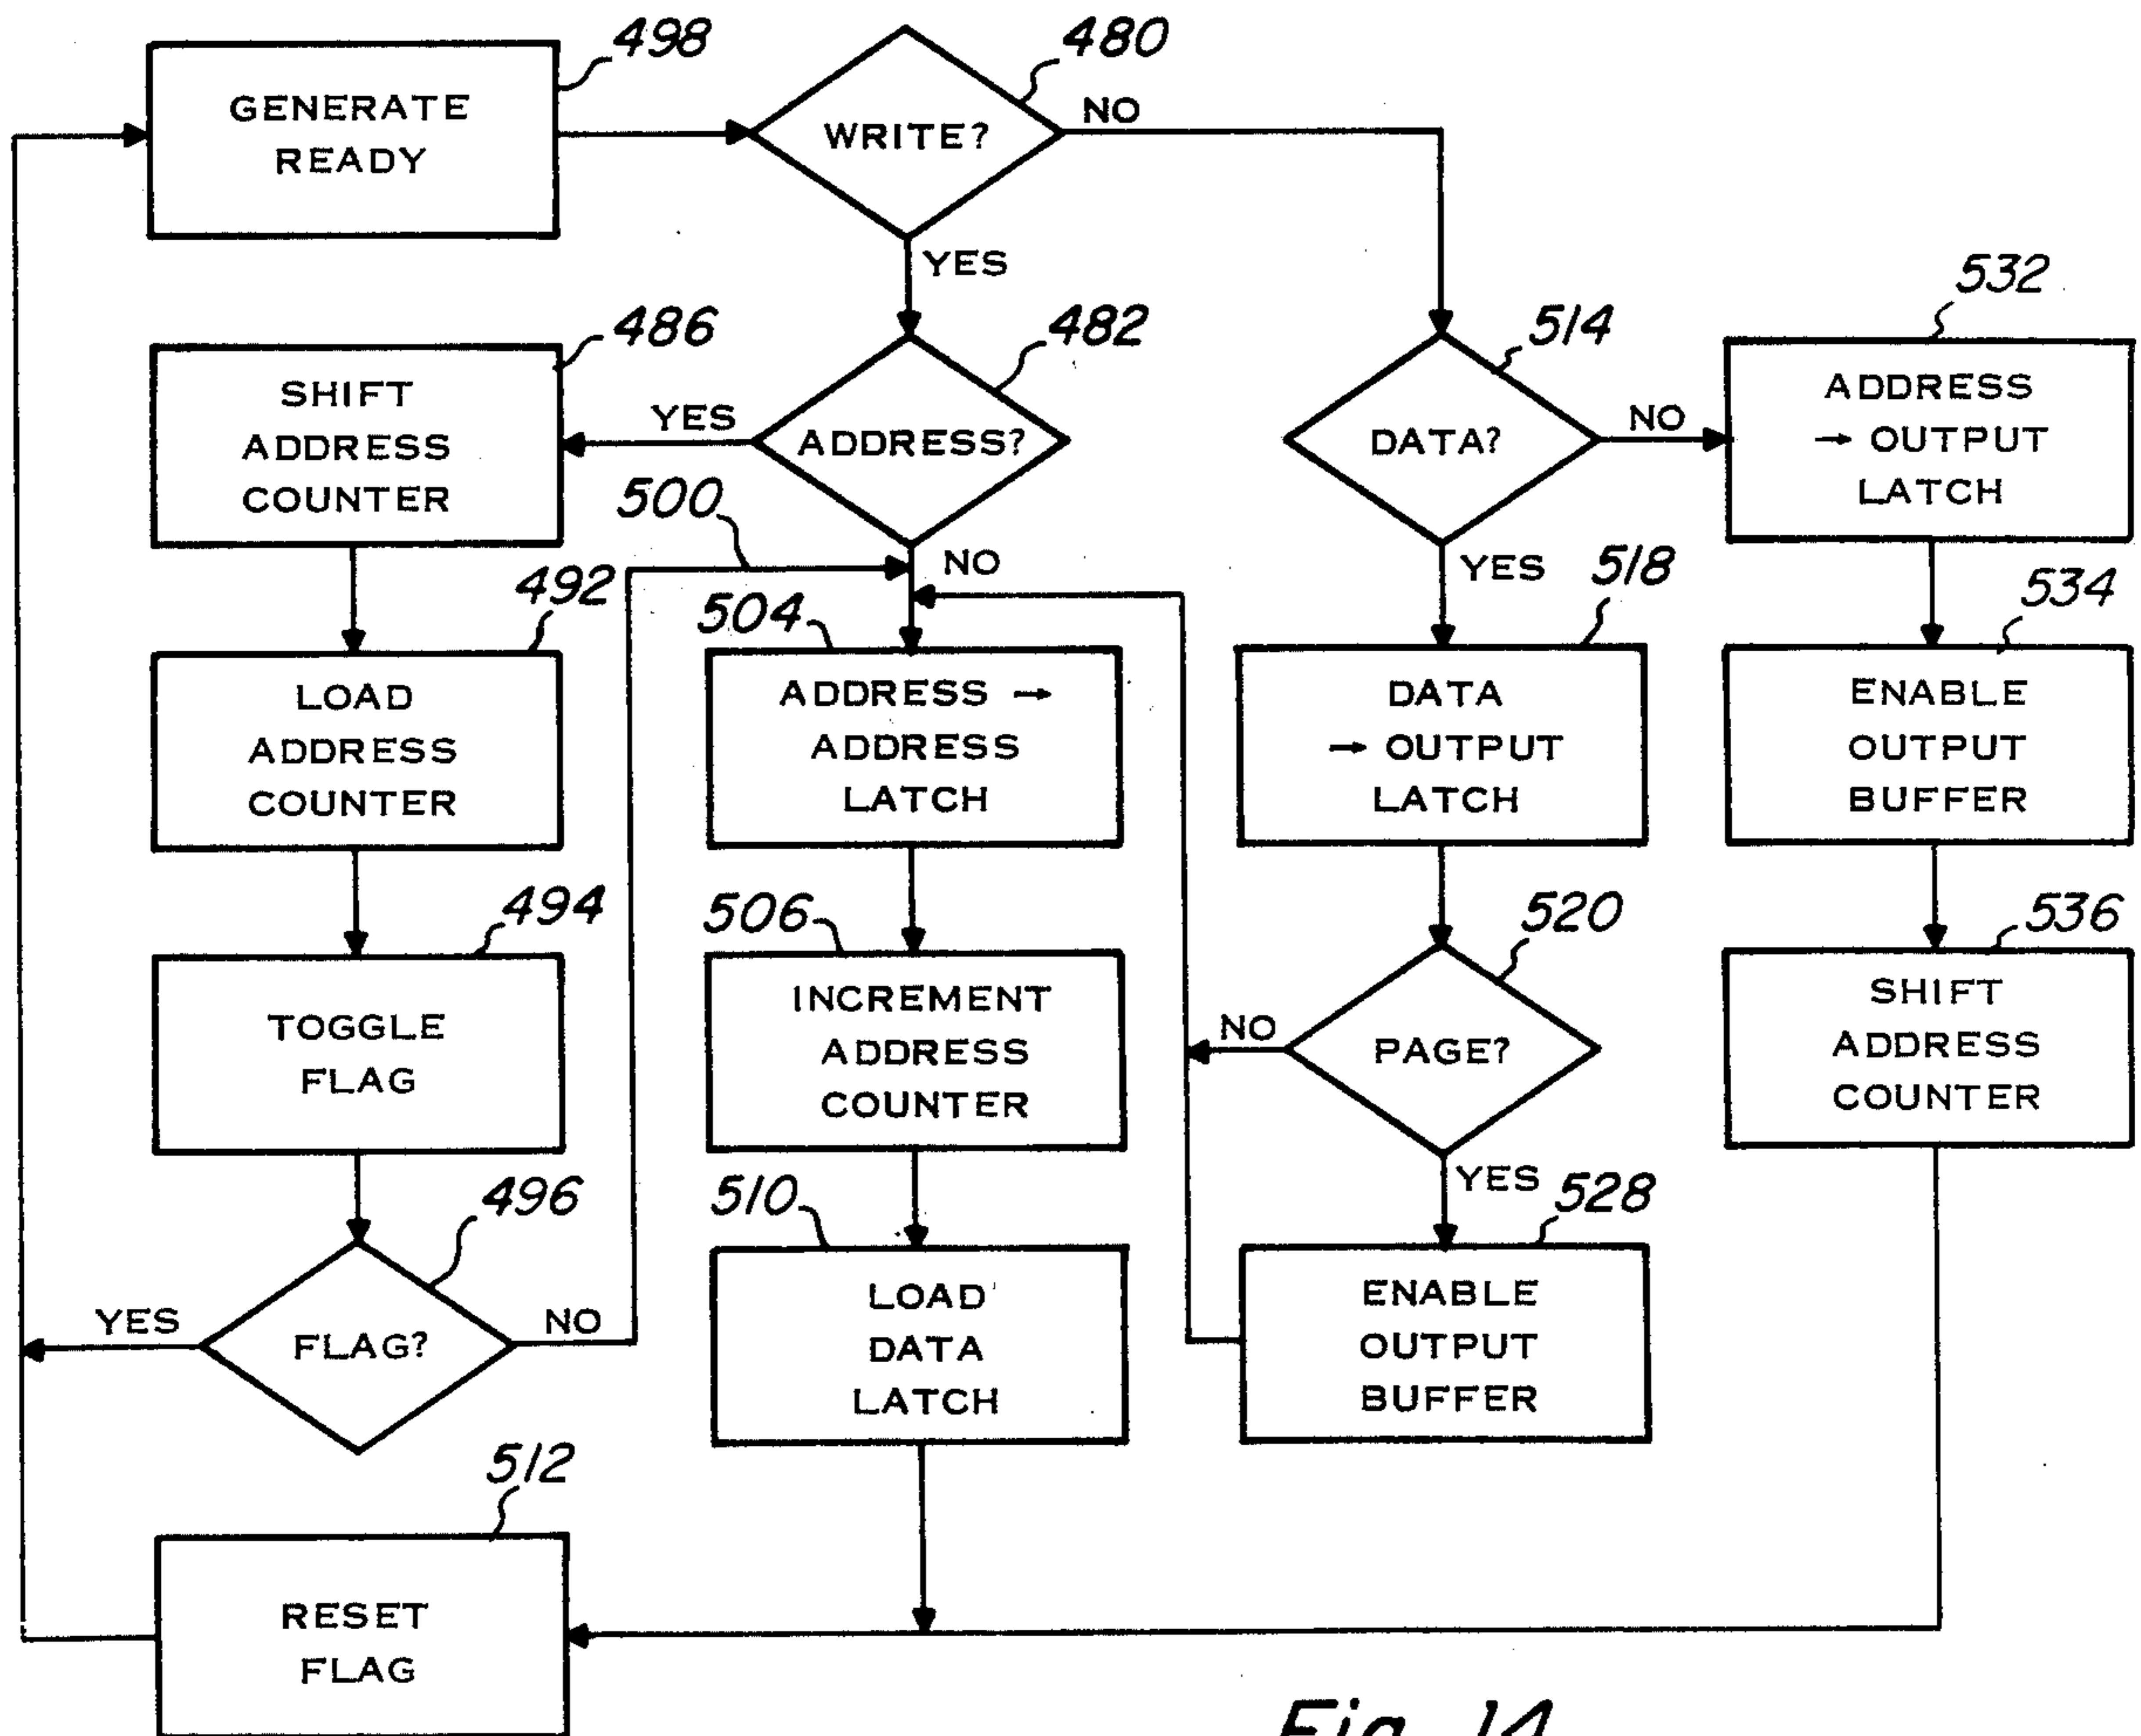 498
GENERATE
READY
480
WRITE?
NO
YES
486
SHIFT
ADDRESS
COUNTER
482
ADDRESS?
YES
NO
500
514
DATA?
NO
YES
532
ADDRESS
→ OUTPUT
LATCH
492
LOAD
ADDRESS
COUNTER
504
ADDRESS →
ADDRESS
LATCH
518
DATA
→ OUTPUT
LATCH
534
ENABLE
OUTPUT
BUFFER
494
TOGGLE
FLAG
506
INCREMENT
ADDRESS
COUNTER
520
PAGE?
NO
YES
536
SHIFT
ADDRESS
COUNTER
496
FLAG?
YES
NO
510
LOAD
DATA
LATCH
528
ENABLE
OUTPUT
BUFFER
512
RESET
FLAG
Fig. 14